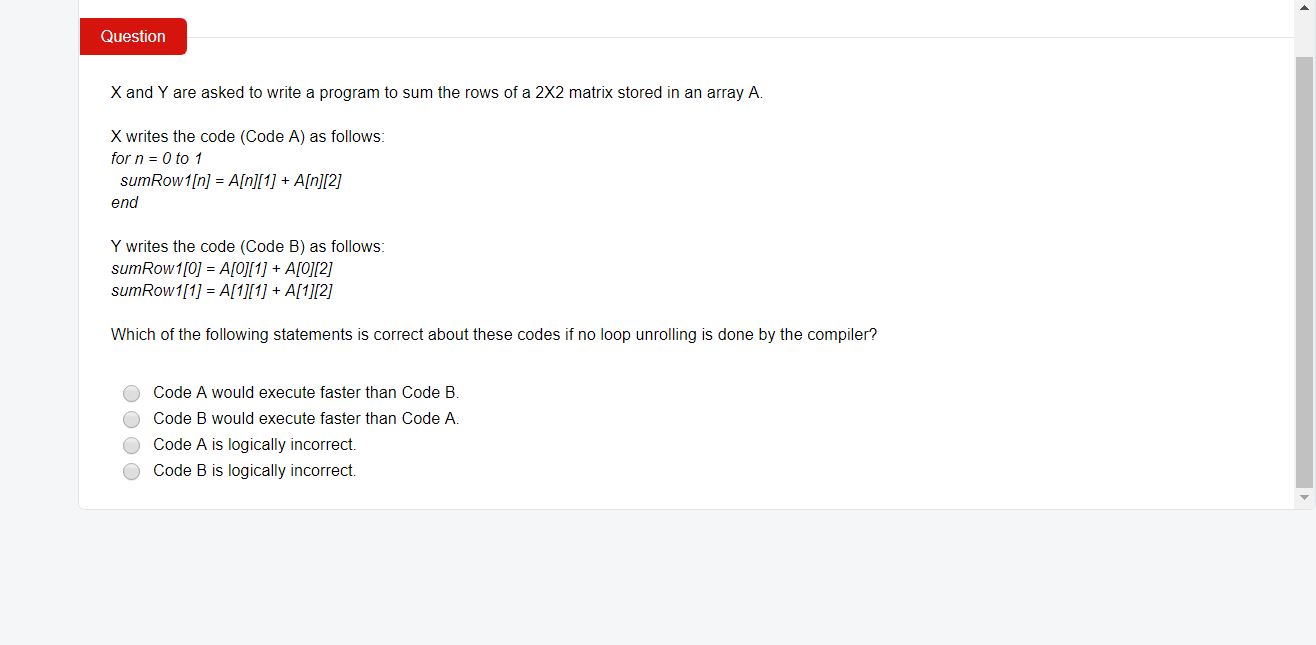 Question
X and Y are asked to write a program to sum the rows of a 2X2 matrix stored in an array A.
X writes the code (Code A) as follows:
for n = 0 to 1
sumRow1[n] = A[n][1] + A[n][2]
end
Y writes the code (Code B) as follows:
sumRow1[0] = A[0][1] + A[0][2]
sumRow1[1] = A[1][1] + A[1][2]
Which of the following statements is correct about these codes if no loop unrolling is done by the compiler?
Code A would execute faster than Code B.
Code B would execute faster than Code A.
Code A is logically incorrect.
Code B is logically incorrect.